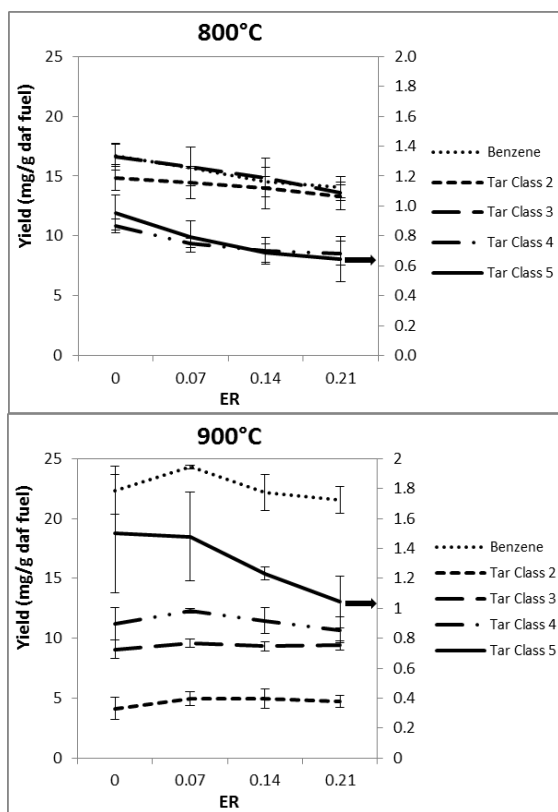 800°C
25
20
15
10
5
0
Yield (mg/g daf fuel)
2.0
1.8
1.6
1.4
1.2
1.0
0.8
0.6
0.4
0.2
0.0
0 0.07 0.14 0.21
ER
Benzene
Tar Class 2
Tar Class 3
Tar Class 4
Tar Class 5
900°C
25
20
15
10
5
0
Yield (mg/g daf fuel)
2
1.8
1.6
1.4
1.2
1
0.8
0.6
0.4
0.2
0
0 0.07 0.14 0.21
ER
Benzene
Tar Class 2
Tar Class 3
Tar Class 4
Tar Class 5